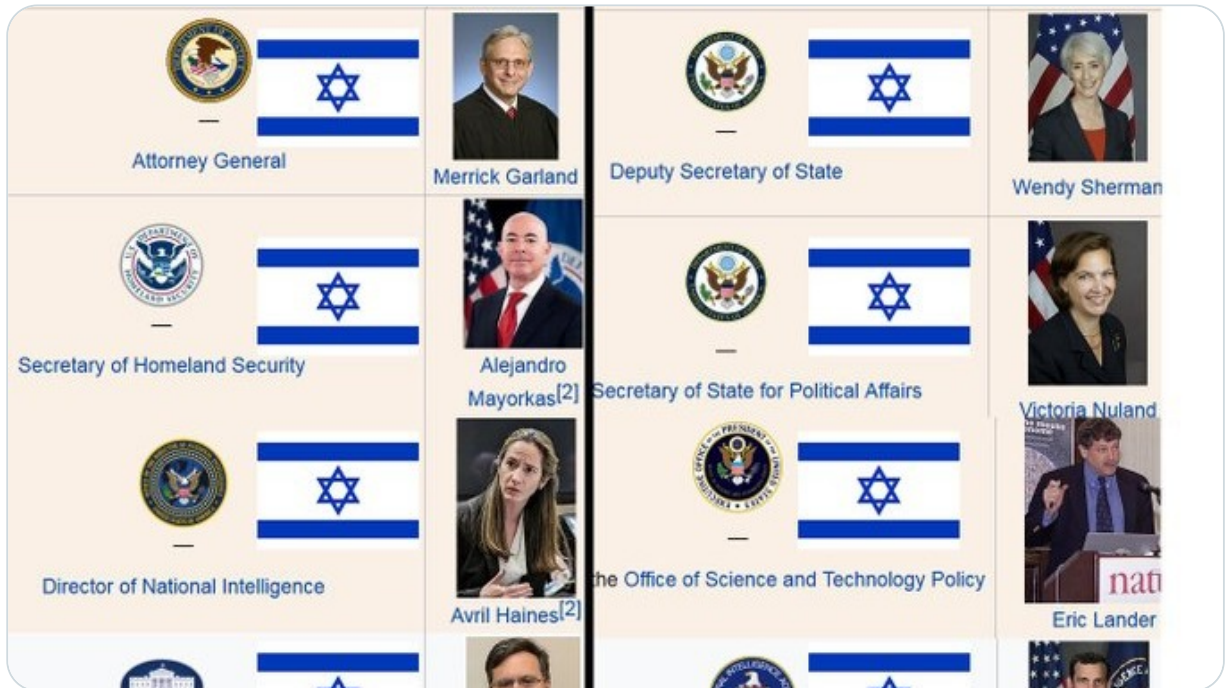 Attorney General
Merrick Garland
Secretary of Homeland Security
Alejandro
Mayorkas[2]
Director of National Intelligence
Avril Haines[2]
Deputy Secretary of State
Wendy Sherman
Secretary of State for Political Affairs
Victoria Nuland
the Office of Science and Technology Policy
natu
Eric Lander